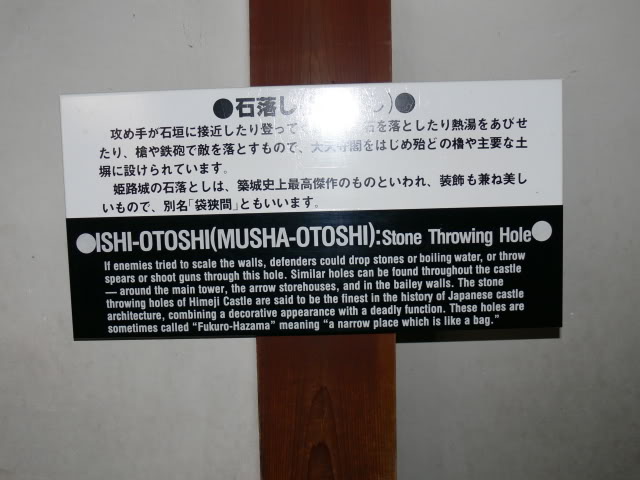 ●石落し し)●
攻め手が石垣に接近したり登って 石を落としたり熱湯をあびせ
たり、槍や鉄砲で敵を落とすもので、大天守閣をはじめ殆どの櫓や主要な土
塀に設けられています。
姫路城の石落としは、築城史上最高傑作のものといわれ、装飾も兼ね美し
いもので、別名「袋狭間」ともいいます。
●ISHI-OTOSHI(MUSHA-OTOSHI):Stone Throwing Hole●
If enemies tried to scale the walls, defenders could drop stones or boiling water, or throw
spears or shoot guns through this hole. Similar holes can be found throughout the castle
— around the main tower, the arrow storehouses, and in the bailey walls. The stone
throwing holes of Himeji Castle are said to be the finest in the history of Japanese castle
architecture, combining a decorative appearance with a deadly function. These holes are
sometimes called “Fukuro-Hazama” meaning “a narrow place which is like a bag.”